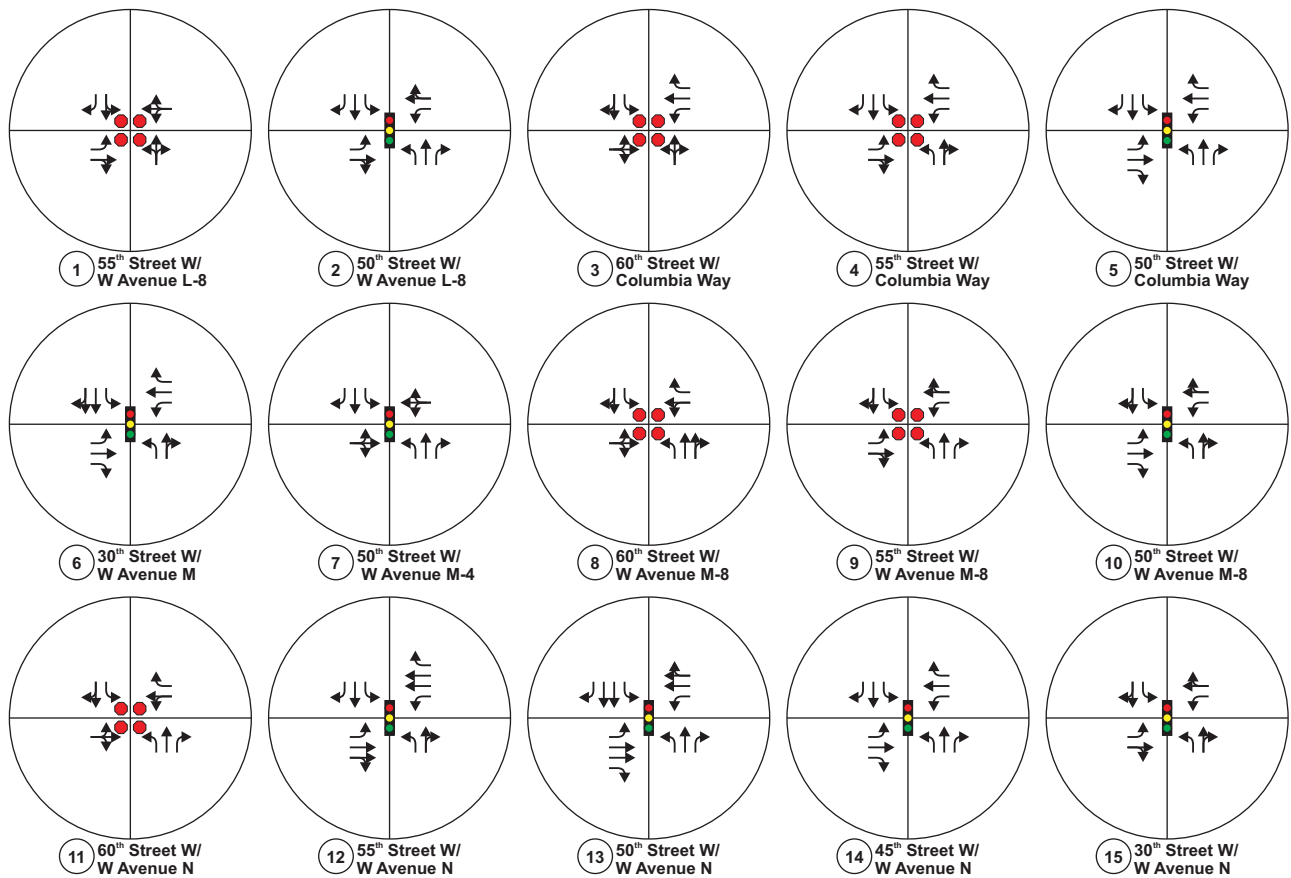 1 55th Street W/
W Avenue L-8
2 50th Street W/
W Avenue L-8
3 60th Street W/
Columbia Way
4 55th Street W/
Columbia Way
5 50th Street W/
Columbia Way
6 30th Street W/
W Avenue M
7 50th Street W/
W Avenue M-4
8 60th Street W/
W Avenue M-8
9 55th Street W/
W Avenue M-8
10 50th Street W/
W Avenue M-8
11 60th Street W/
W Avenue N
12 55th Street W/
W Avenue N
13 50th Street W/
W Avenue N
14 45th Street W/
W Avenue N
15 30th Street W/
W Avenue N